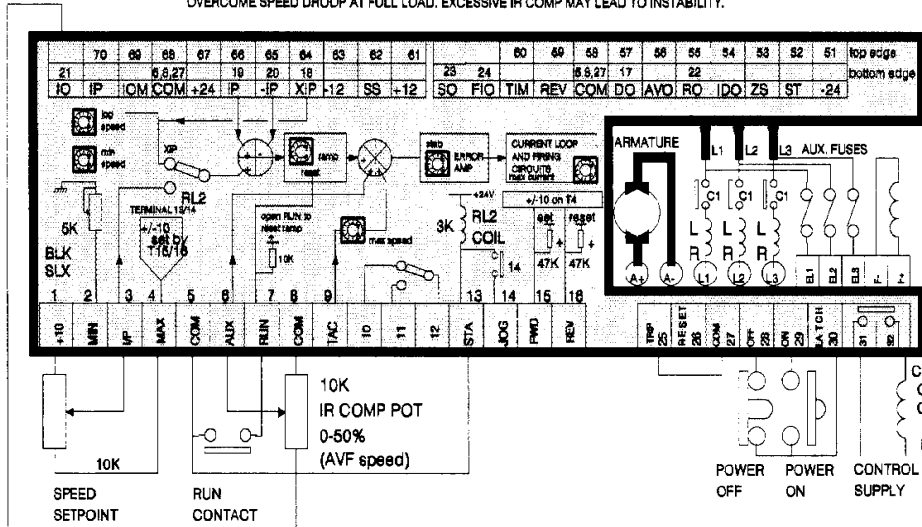 OVERCOME SPEED DROOP AT FULL LOAD. EXCESSIVE IR COMP MAY LEAD TO INSTABILITY.
70 69 68 67 66 65 64 63 62 61
60 59 58 57 56 55 54 53 52 51 top edge
21 6,8,27 19 20 18
23 24 6,8,27 17 22 bottom edge
IO IP IOM COM +24 IP -IP XIP -12 SS +12
SO FIO TIM REV COM DO AVO RO IDO ZS ST -24
top speed
min speed
XIP
RL2
TERMINAL 13/14
+/-10 set by T15/16
5K
BLK
SLX
ramp
reset
open RUN to reset ramp
10K
max speed
stab
ERROR AMP
CURRENT LOOP AND FIRING CIRCUITS
max current
+24V
RL2
3K
COIL
14
+/-10 on T4
set reset
47K 47K
ARMATURE
L1 L2 L3 AUX. FUSES
C1 C1 C1
L L L
R R R
A+ A- L1 L2 L3 EL1 EL2 EL3
1 2 3 4 5 6 7 8 9 10 11 12 13 14 15 16
+10 MIN I/P MAX COM AUX RUN COM TAC STA JOG FWD REV
TRP RESET COM OFF ON LATCH
25 26 27 28 29 30 31 32
10K
IR COMP POT
0-50%
(AVF speed)
10K
SPEED SETPOINT
RUN CONTACT
POWER OFF
POWER ON
CONTROL SUPPLY